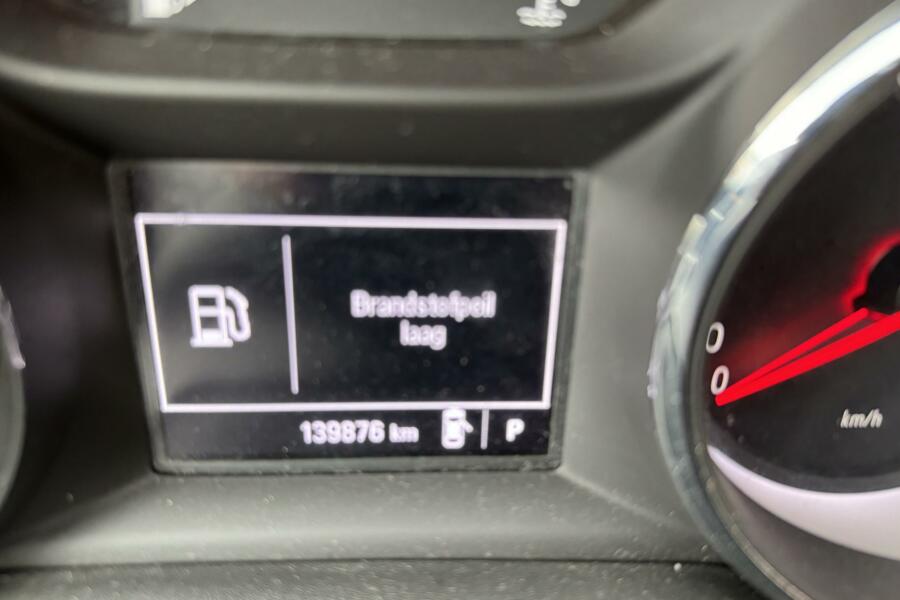 Brandstofpeil
laag
139876 km P
0
0
km/h